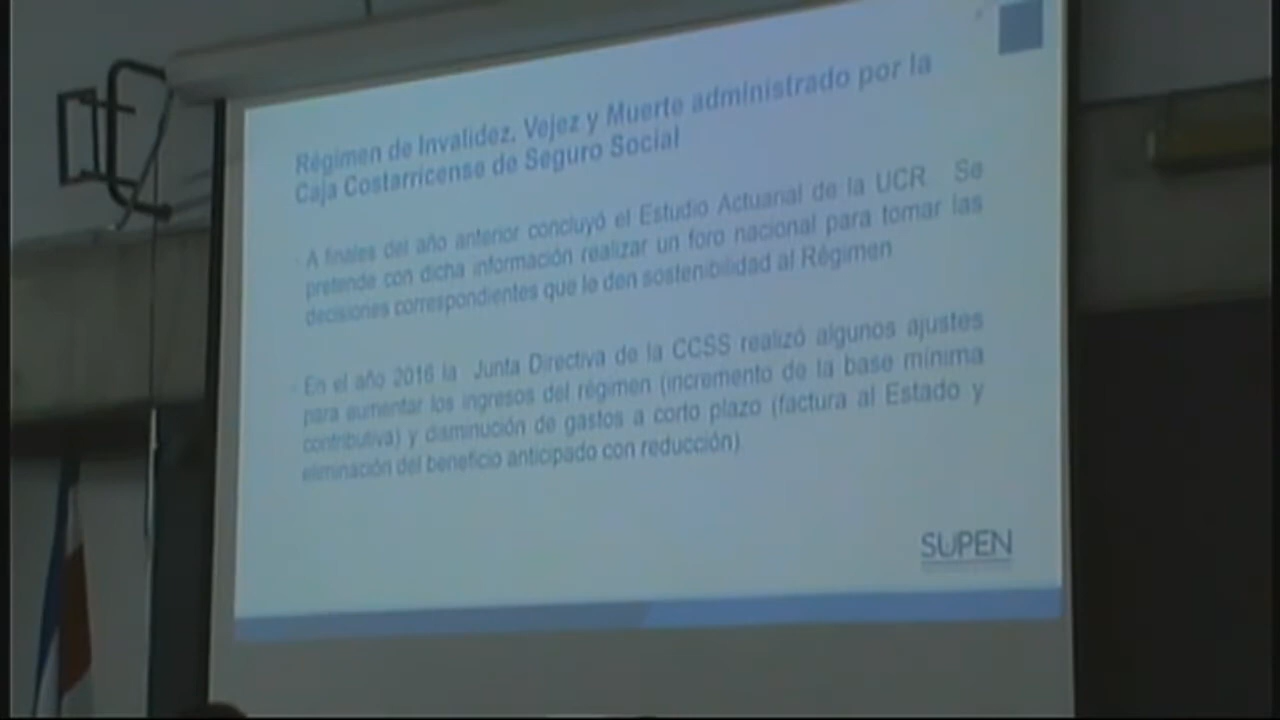 Régimen de Invalidez, Vejez y Muerte administrado por la
Caja Costarricense de Seguro Social
A finales del año anterior concluyó el Estudio Actuarial de la UCR. Se
pretende con dicha información realizar un foro nacional para tomar las
decisiones correspondientes que le den sostenibilidad al Régimen
En el año 2016 la Junta Directiva de la CCSS realizó algunos ajustes
para aumentar los ingresos del régimen (incremento de la base mínima
contributiva) y disminución de gastos a corto plazo (factura al Estado y
eliminación del beneficio anticipado con reducción)
SUPEN